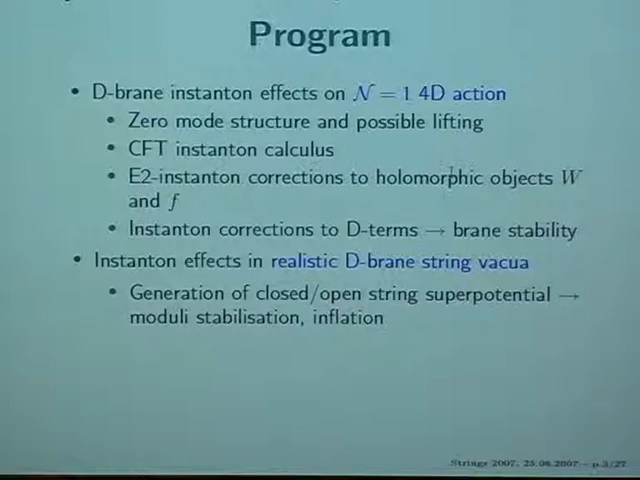 Program
• D-brane instanton effects on 𝒩 = 1 4D action
• Zero mode structure and possible lifting
• CFT instanton calculus
• E2-instanton corrections to holomorphic objects W
and f
• Instanton corrections to D-terms → brane stability
• Instanton effects in realistic D-brane string vacua
• Generation of closed/open string superpotential →
moduli stabilisation, inflation
Strings 2007, 25.06.2007 – p.3/27